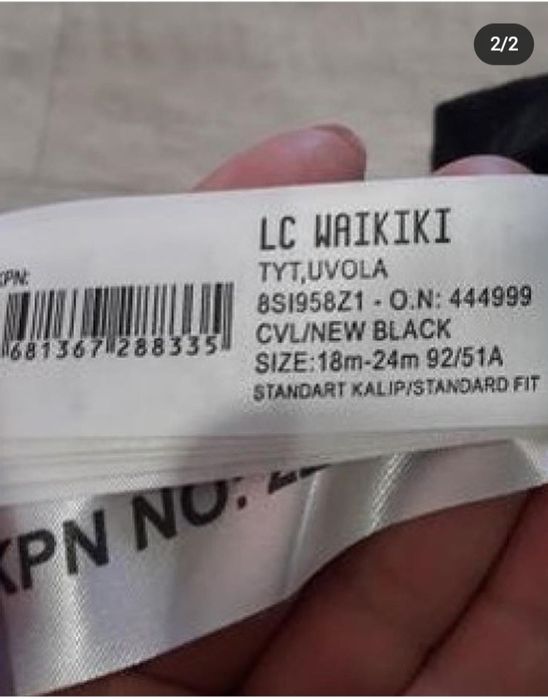 2/2
LC WAIKIKI
TYT,UVOLA
8SI958Z1 - O.N: 444999
CVL/NEW BLACK
SIZE:18m-24m 92/51A
STANDART KALIP/STANDARD FIT
KPN:
681367 288335
KPN NO: